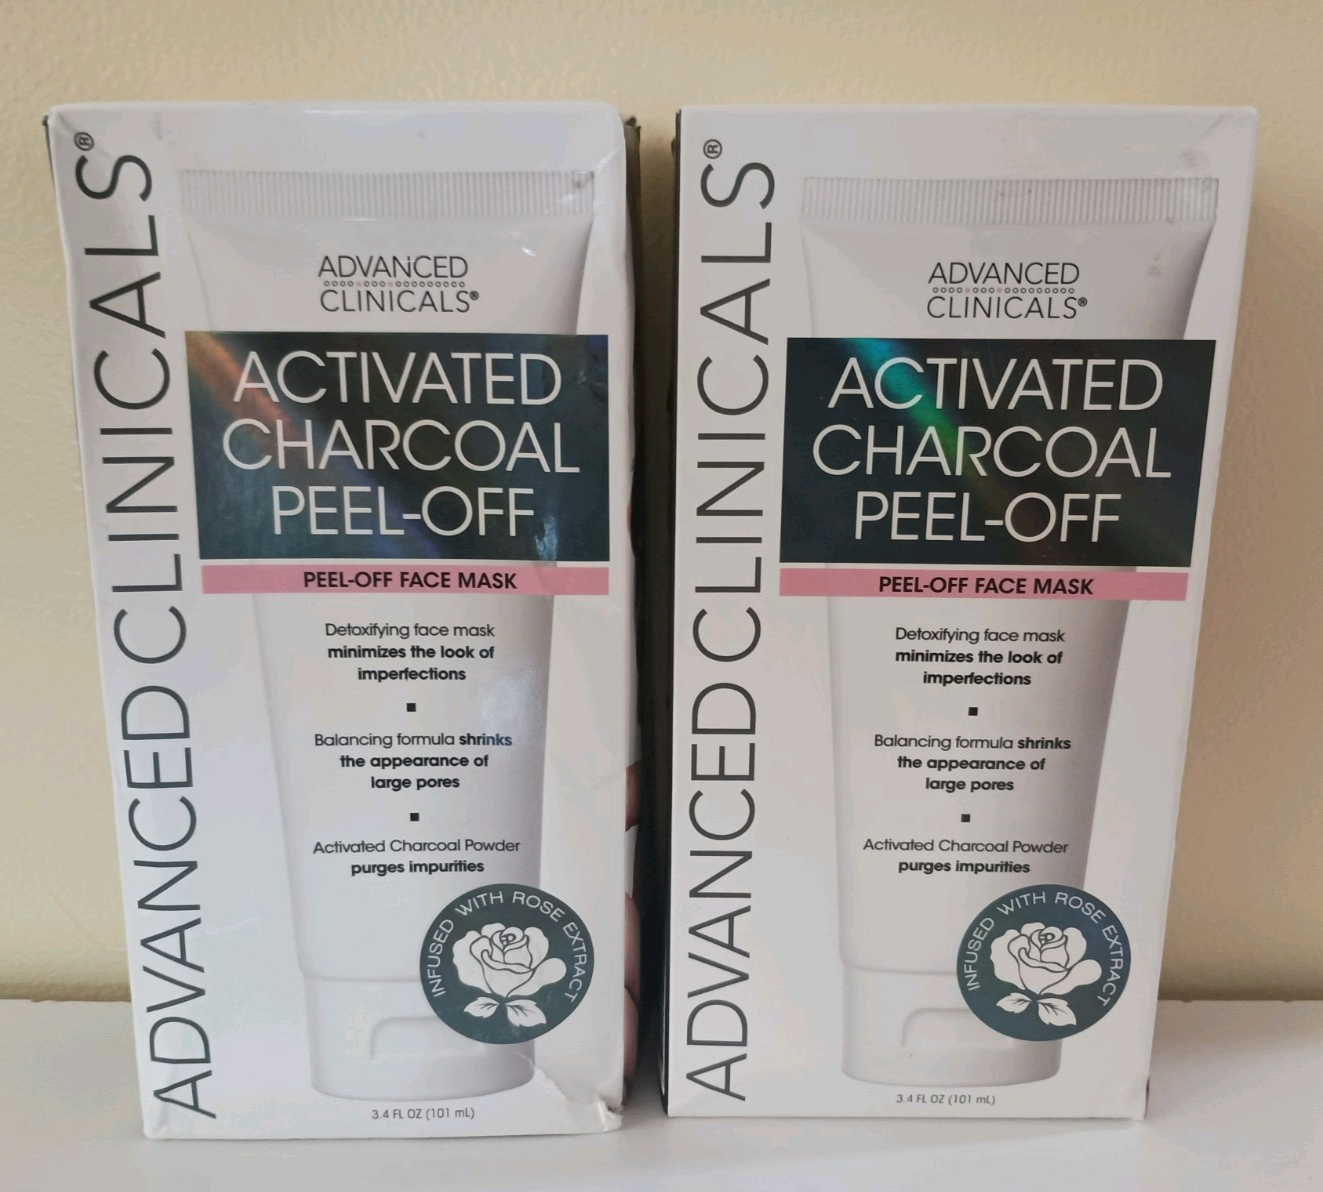 ADVANCED CLINICALS®
ADVANCED
CLINICALS®
ACTIVATED
CHARCOAL
PEEL-OFF
PEEL-OFF FACE MASK
Detoxifying face mask
minimizes the look of
imperfections
Balancing formula shrinks
the appearance of
large pores
Activated Charcoal Powder
purges impurities
INFUSED WITH ROSE EXTRACT
3.4 FL OZ (101 mL)
ADVANCED CLINICALS®
ADVANCED
CLINICALS®
ACTIVATED
CHARCOAL
PEEL-OFF
PEEL-OFF FACE MASK
Detoxifying face mask
minimizes the look of
imperfections
Balancing formula shrinks
the appearance of
large pores
Activated Charcoal Powder
purges impurities
INFUSED WITH ROSE EXTRACT
3.4 FL OZ (101 mL)